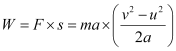 W = F × s = ma × ( (v² − u²) / 2a )